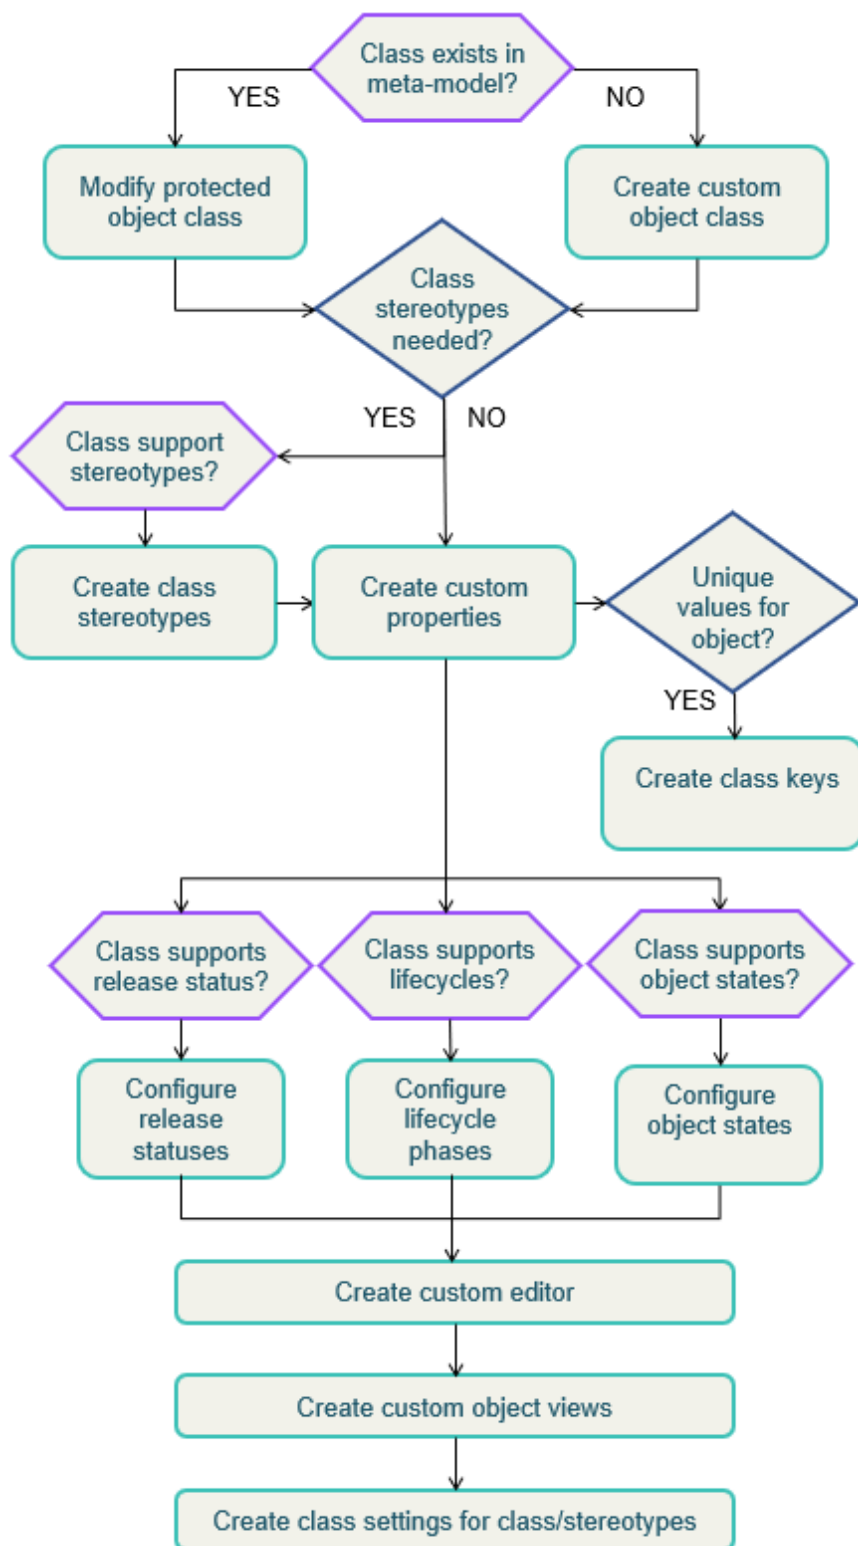 Class exists in
meta-model?
YES
NO
Modify protected
object class
Create custom
object class
Class
stereotypes
needed?
YES
NO
Class support
stereotypes?
Create class
stereotypes
Create custom
properties
Unique
values for
object?
YES
Create class keys
Class supports
release status?
Class supports
lifecycles?
Class supports
object states?
Configure
release
statuses
Configure
lifecycle
phases
Configure
object states
Create custom editor
Create custom object views
Create class settings for class/stereotypes